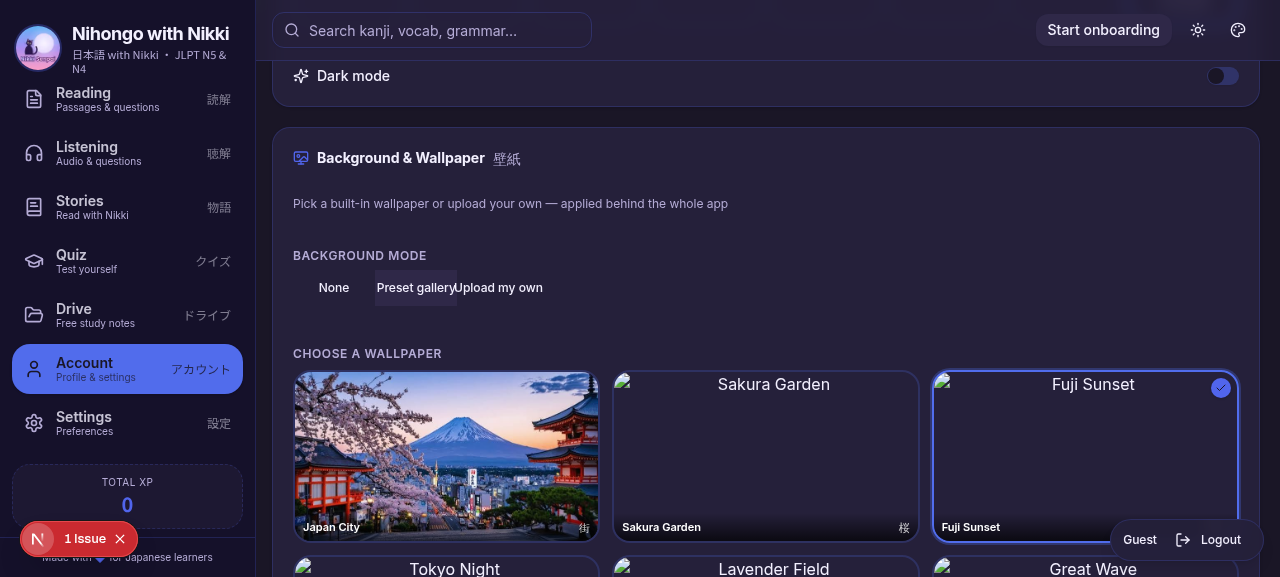 Nihongo with Nikki
日本語 with Nikki ・ JLPT N5 &
N4
Reading
Passages & questions
読解
Listening
Audio & questions
聴解
Stories
Read with Nikki
物語
Quiz
Test yourself
クイズ
Drive
Free study notes
ドライブ
Account
Profile & settings
アカウント
Settings
Preferences
設定
TOTAL XP
0
N
1 Issue
for Japanese learners
Search kanji, vocab, grammar...
Start onboarding
Dark mode
Background & Wallpaper 壁紙
Pick a built-in wallpaper or upload your own — applied behind the whole app
BACKGROUND MODE
None
Preset gallery
Upload my own
CHOOSE A WALLPAPER
Japan City
街
Sakura Garden
Sakura Garden
桜
Fuji Sunset
Fuji Sunset
Tokyo Night
Lavender Field
Great Wave
Guest
Logout